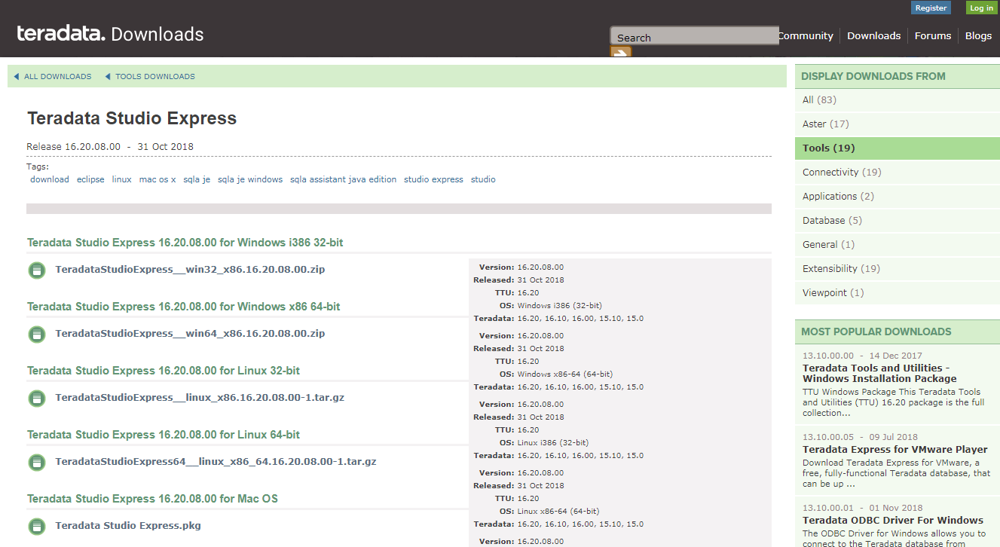 Register
Log in
teradata. Downloads
Search
Community
Downloads
Forums
Blogs
ALL DOWNLOADS
TOOLS DOWNLOADS
Teradata Studio Express
Release 16.20.08.00 - 31 Oct 2018
Tags:
download eclipse linux mac os x sqla je sqla je windows sqla assistant java edition studio express studio
Teradata Studio Express 16.20.08.00 for Windows i386 32-bit
TeradataStudioExpress__win32_x86.16.20.08.00.zip
Version: 16.20.08.00
Released: 31 Oct 2018
TTU: 16.20
OS: Windows i386 (32-bit)
Teradata: 16.20, 16.10, 16.00, 15.10, 15.0
Teradata Studio Express 16.20.08.00 for Windows x86 64-bit
TeradataStudioExpress__win64_x86.16.20.08.00.zip
Version: 16.20.08.00
Released: 31 Oct 2018
TTU: 16.20
OS: Windows x86-64 (64-bit)
Teradata: 16.20, 16.10, 16.00, 15.10, 15.0
Teradata Studio Express 16.20.08.00 for Linux 32-bit
TeradataStudioExpress__linux_x86.16.20.08.00-1.tar.gz
Version: 16.20.08.00
Released: 31 Oct 2018
TTU: 16.20
OS: Linux i386 (32-bit)
Teradata: 16.20, 16.10, 16.00, 15.10, 15.0
Teradata Studio Express 16.20.08.00 for Linux 64-bit
TeradataStudioExpress64__linux_x86_64.16.20.08.00-1.tar.gz
Version: 16.20.08.00
Released: 31 Oct 2018
TTU: 16.20
OS: Linux x86-64 (64-bit)
Teradata: 16.20, 16.10, 16.00, 15.10, 15.0
Teradata Studio Express 16.20.08.00 for Mac OS
Teradata Studio Express.pkg
Version: 16.20.08.00
DISPLAY DOWNLOADS FROM
All (83)
Aster (17)
Tools (19)
Connectivity (19)
Applications (2)
Database (5)
General (1)
Extensibility (19)
Viewpoint (1)
MOST POPULAR DOWNLOADS
13.10.00.00 - 14 Dec 2017
Teradata Tools and Utilities -
Windows Installation Package
TTU Windows Package This Teradata Tools
and Utilities (TTU) 16.20 package is the full
collection...
13.10.00.05 - 09 Jul 2018
Teradata Express for VMware Player
Download Teradata Express for VMware, a
free, fully-functional Teradata database, that
can be up ...
13.10.00.01 - 01 Nov 2018
Teradata ODBC Driver For Windows
The ODBC Driver for Windows allows you to
connect to the Teradata database from